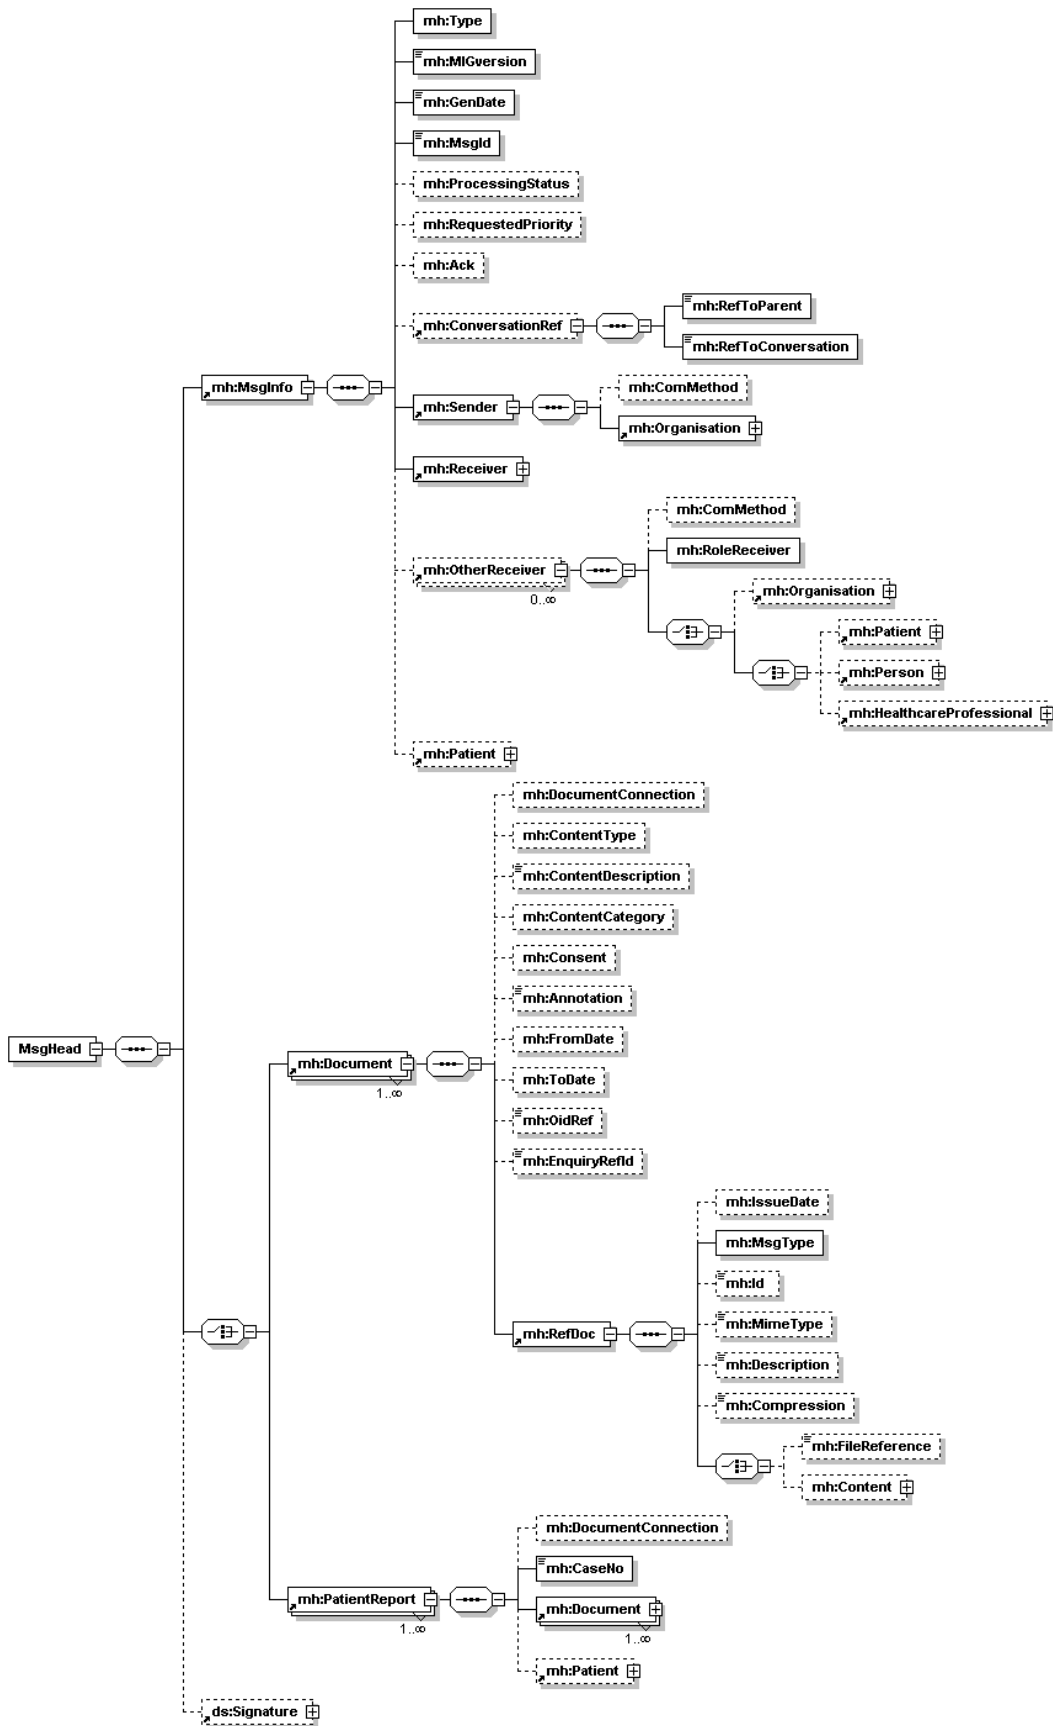 mh:Type
mh:MIGversion
mh:GenDate
mh:MsgId
mh:ProcessingStatus
mh:RequestedPriority
mh:Ack
mh:ConversationRef
mh:RefToParent
mh:RefToConversation
mh:MsgInfo
mh:Sender
mh:ComMethod
mh:Organisation
mh:Receiver
mh:OtherReceiver
0..∞
mh:ComMethod
mh:RoleReceiver
mh:Organisation
mh:Patient
mh:Person
mh:HealthcareProfessional
mh:Patient
MsgHead
mh:Document
1..∞
mh:DocumentConnection
mh:ContentType
mh:ContentDescription
mh:ContentCategory
mh:Consent
mh:Annotation
mh:FromDate
mh:ToDate
mh:OidRef
mh:EnquiryRefId
mh:RefDoc
mh:IssueDate
mh:MsgType
mh:Id
mh:MimeType
mh:Description
mh:Compression
mh:FileReference
mh:Content
mh:PatientReport
1..∞
mh:DocumentConnection
mh:CaseNo
mh:Document
1..∞
mh:Patient
ds:Signature